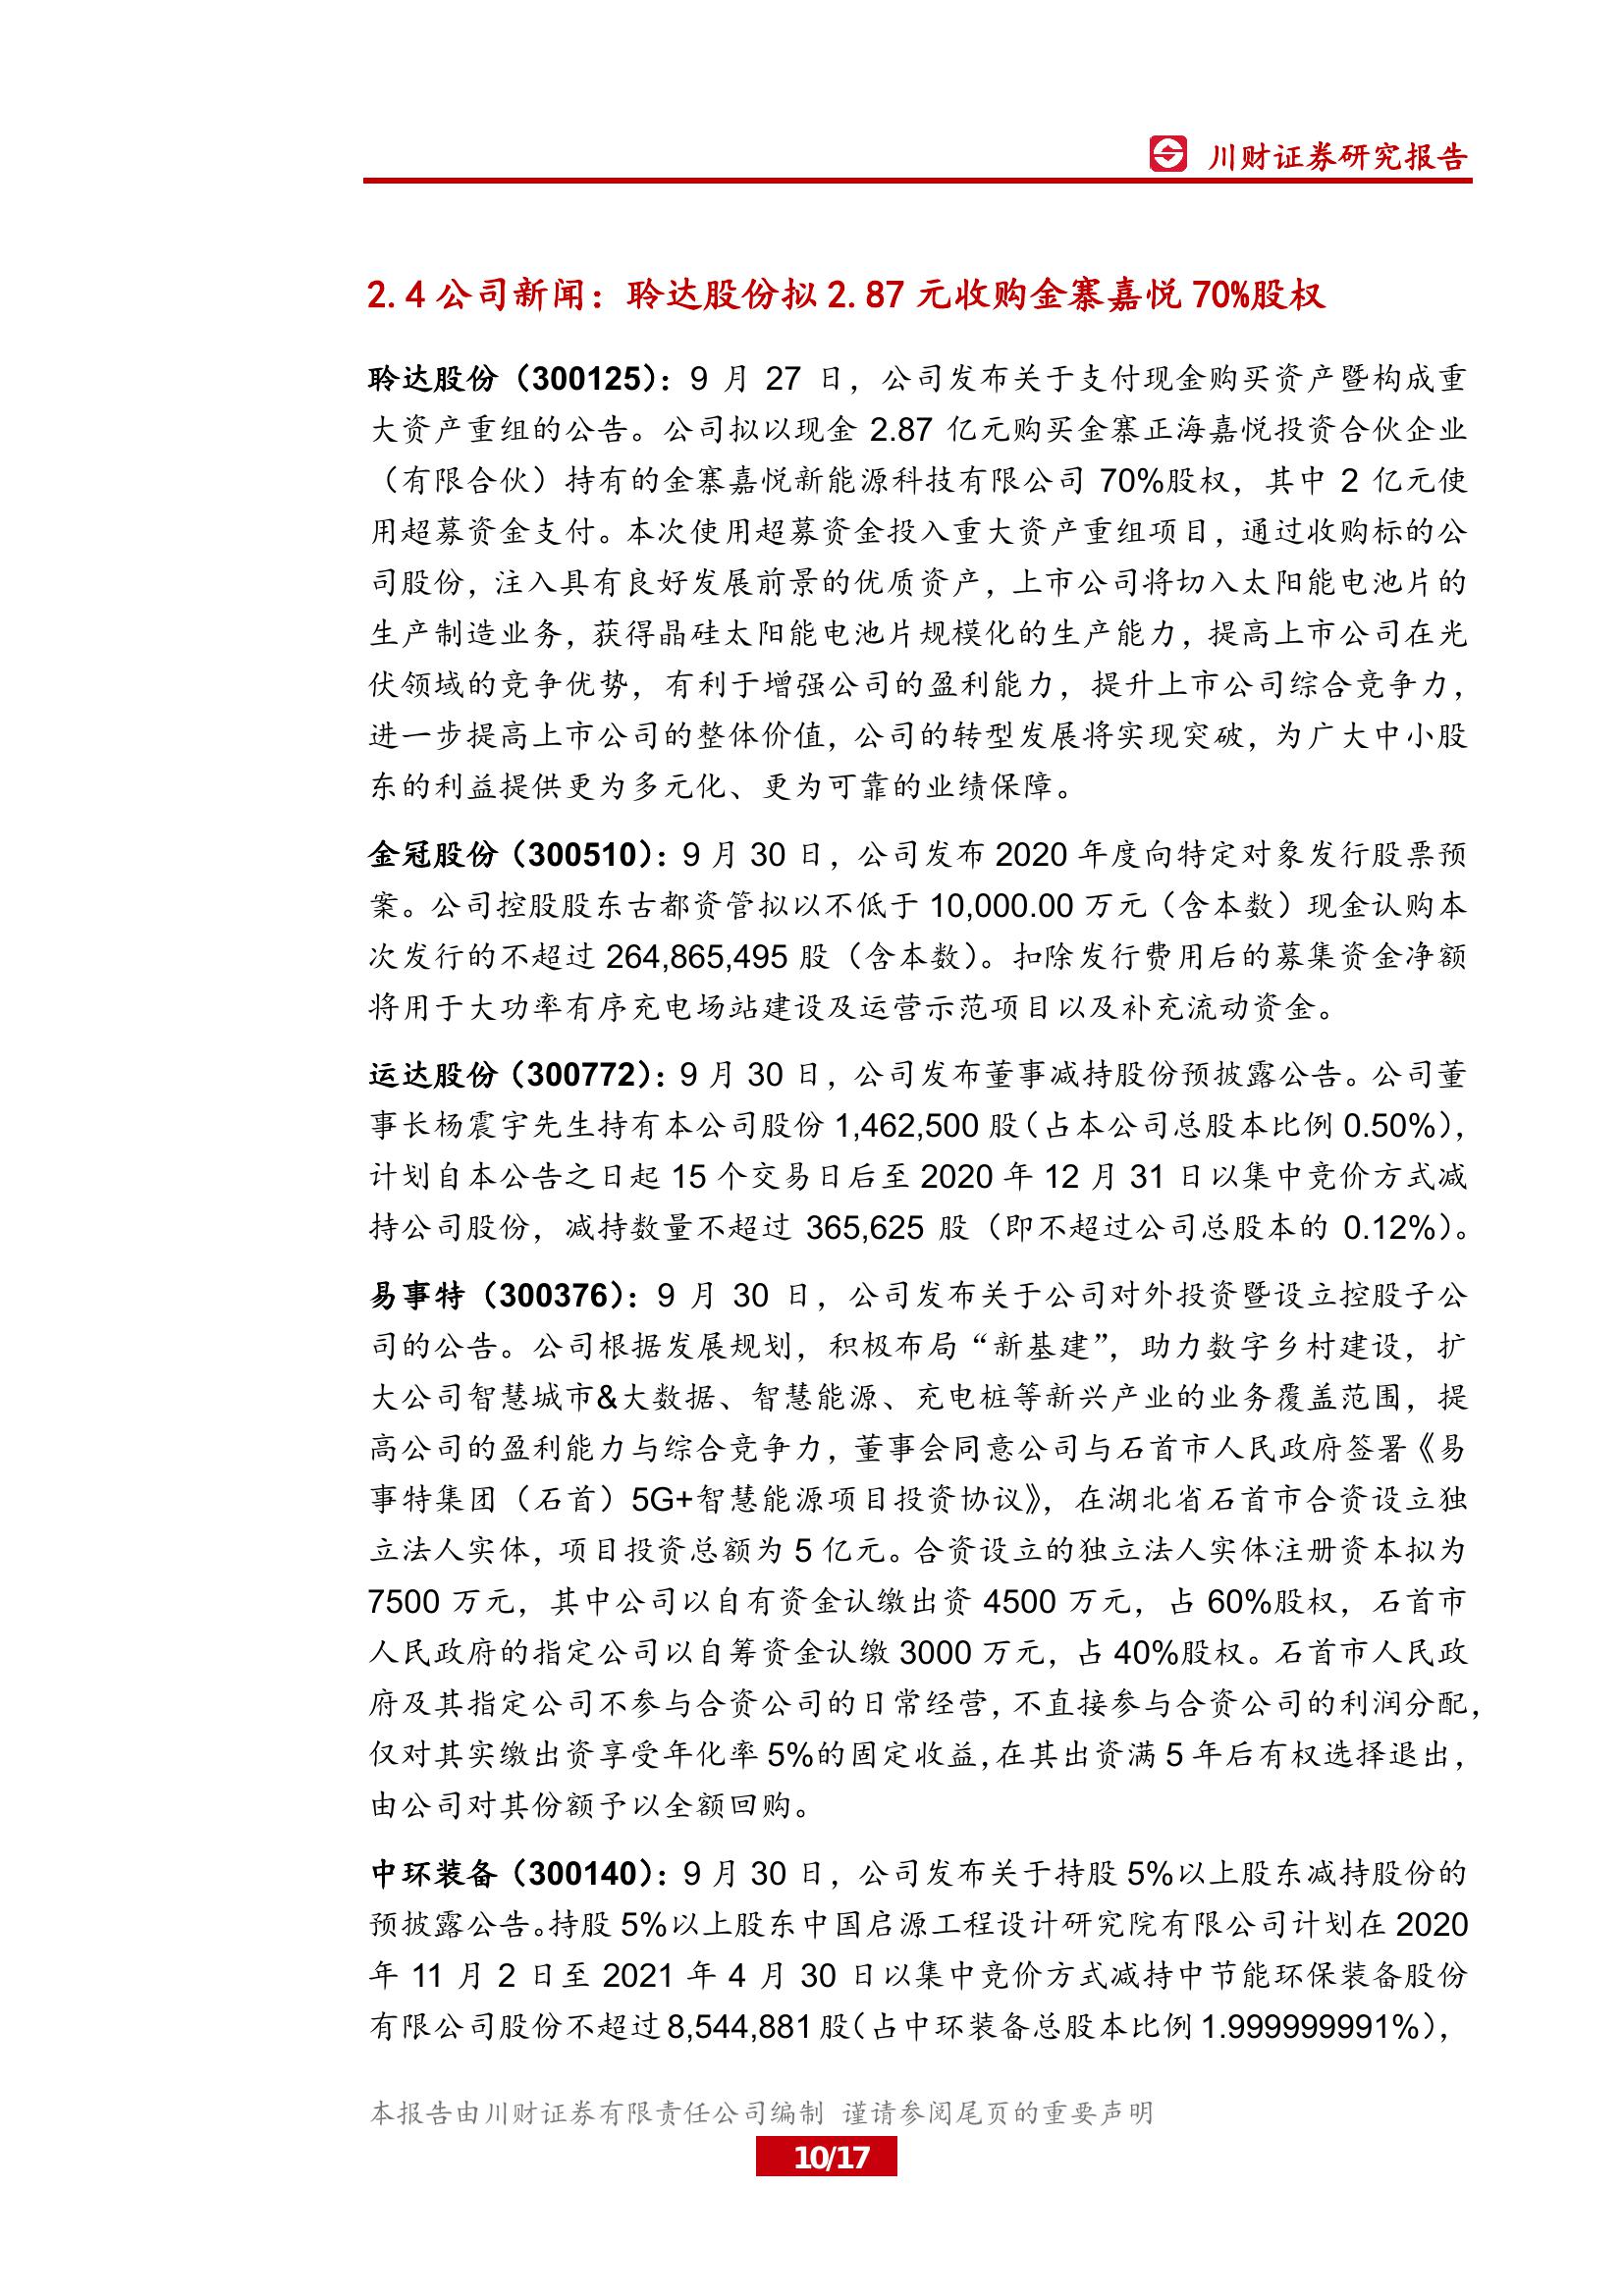 川财证券研究报告
2.4 公司新闻：聆达股份拟 2.87 元收购金寨嘉悦 70%股权
聆达股份（300125）：9 月 27 日，公司发布关于支付现金购买资产暨构成重
大资产重组的公告。公司拟以现金 2.87 亿元购买金寨正海嘉悦投资合伙企业
（有限合伙）持有的金寨嘉悦新能源科技有限公司 70%股权，其中 2 亿元使
用超募资金支付。本次使用超募资金投入重大资产重组项目，通过收购标的公
司股份，注入具有良好发展前景的优质资产，上市公司将切入太阳能电池片的
生产制造业务，获得晶硅太阳能电池片规模化的生产能力，提高上市公司在光
伏领域的竞争优势，有利于增强公司的盈利能力，提升上市公司综合竞争力，
进一步提高上市公司的整体价值，公司的转型发展将实现突破，为广大中小股
东的利益提供更为多元化、更为可靠的业绩保障。
金冠股份（300510）：9 月 30 日，公司发布 2020 年度向特定对象发行股票预
案。公司控股股东古都资管拟以不低于 10,000.00 万元（含本数）现金认购本
次发行的不超过 264,865,495 股（含本数）。扣除发行费用后的募集资金净额
将用于大功率有序充电场站建设及运营示范项目以及补充流动资金。
运达股份（300772）：9 月 30 日，公司发布董事减持股份预披露公告。公司董
事长杨震宇先生持有本公司股份 1,462,500 股（占本公司总股本比例 0.50%），
计划自本公告之日起 15 个交易日后至 2020 年 12 月 31 日以集中竞价方式减
持公司股份，减持数量不超过 365,625 股（即不超过公司总股本的 0.12%）。
易事特（300376）：9 月 30 日，公司发布关于公司对外投资暨设立控股子公
司的公告。公司根据发展规划，积极布局“新基建”，助力数字乡村建设，扩
大公司智慧城市&大数据、智慧能源、充电桩等新兴产业的业务覆盖范围，提
高公司的盈利能力与综合竞争力，董事会同意公司与石首市人民政府签署《易
事特集团（石首）5G+智慧能源项目投资协议》，在湖北省石首市合资设立独
立法人实体，项目投资总额为 5 亿元。合资设立的独立法人实体注册资本拟为
7500 万元，其中公司以自有资金认缴出资 4500 万元，占 60%股权，石首市
人民政府的指定公司以自筹资金认缴 3000 万元，占 40%股权。石首市人民政
府及其指定公司不参与合资公司的日常经营，不直接参与合资公司的利润分配，
仅对其实缴出资享受年化率 5%的固定收益，在其出资满 5 年后有权选择退出，
由公司对其份额予以全额回购。
中环装备（300140）：9 月 30 日，公司发布关于持股 5%以上股东减持股份的
预披露公告。持股 5%以上股东中国启源工程设计研究院有限公司计划在 2020
年 11 月 2 日至 2021 年 4 月 30 日以集中竞价方式减持中节能环保装备股份
有限公司股份不超过 8,544,881 股（占中环装备总股本比例 1.999999991%），
本报告由川财证券有限责任公司编制 谨请参阅尾页的重要声明
10/17